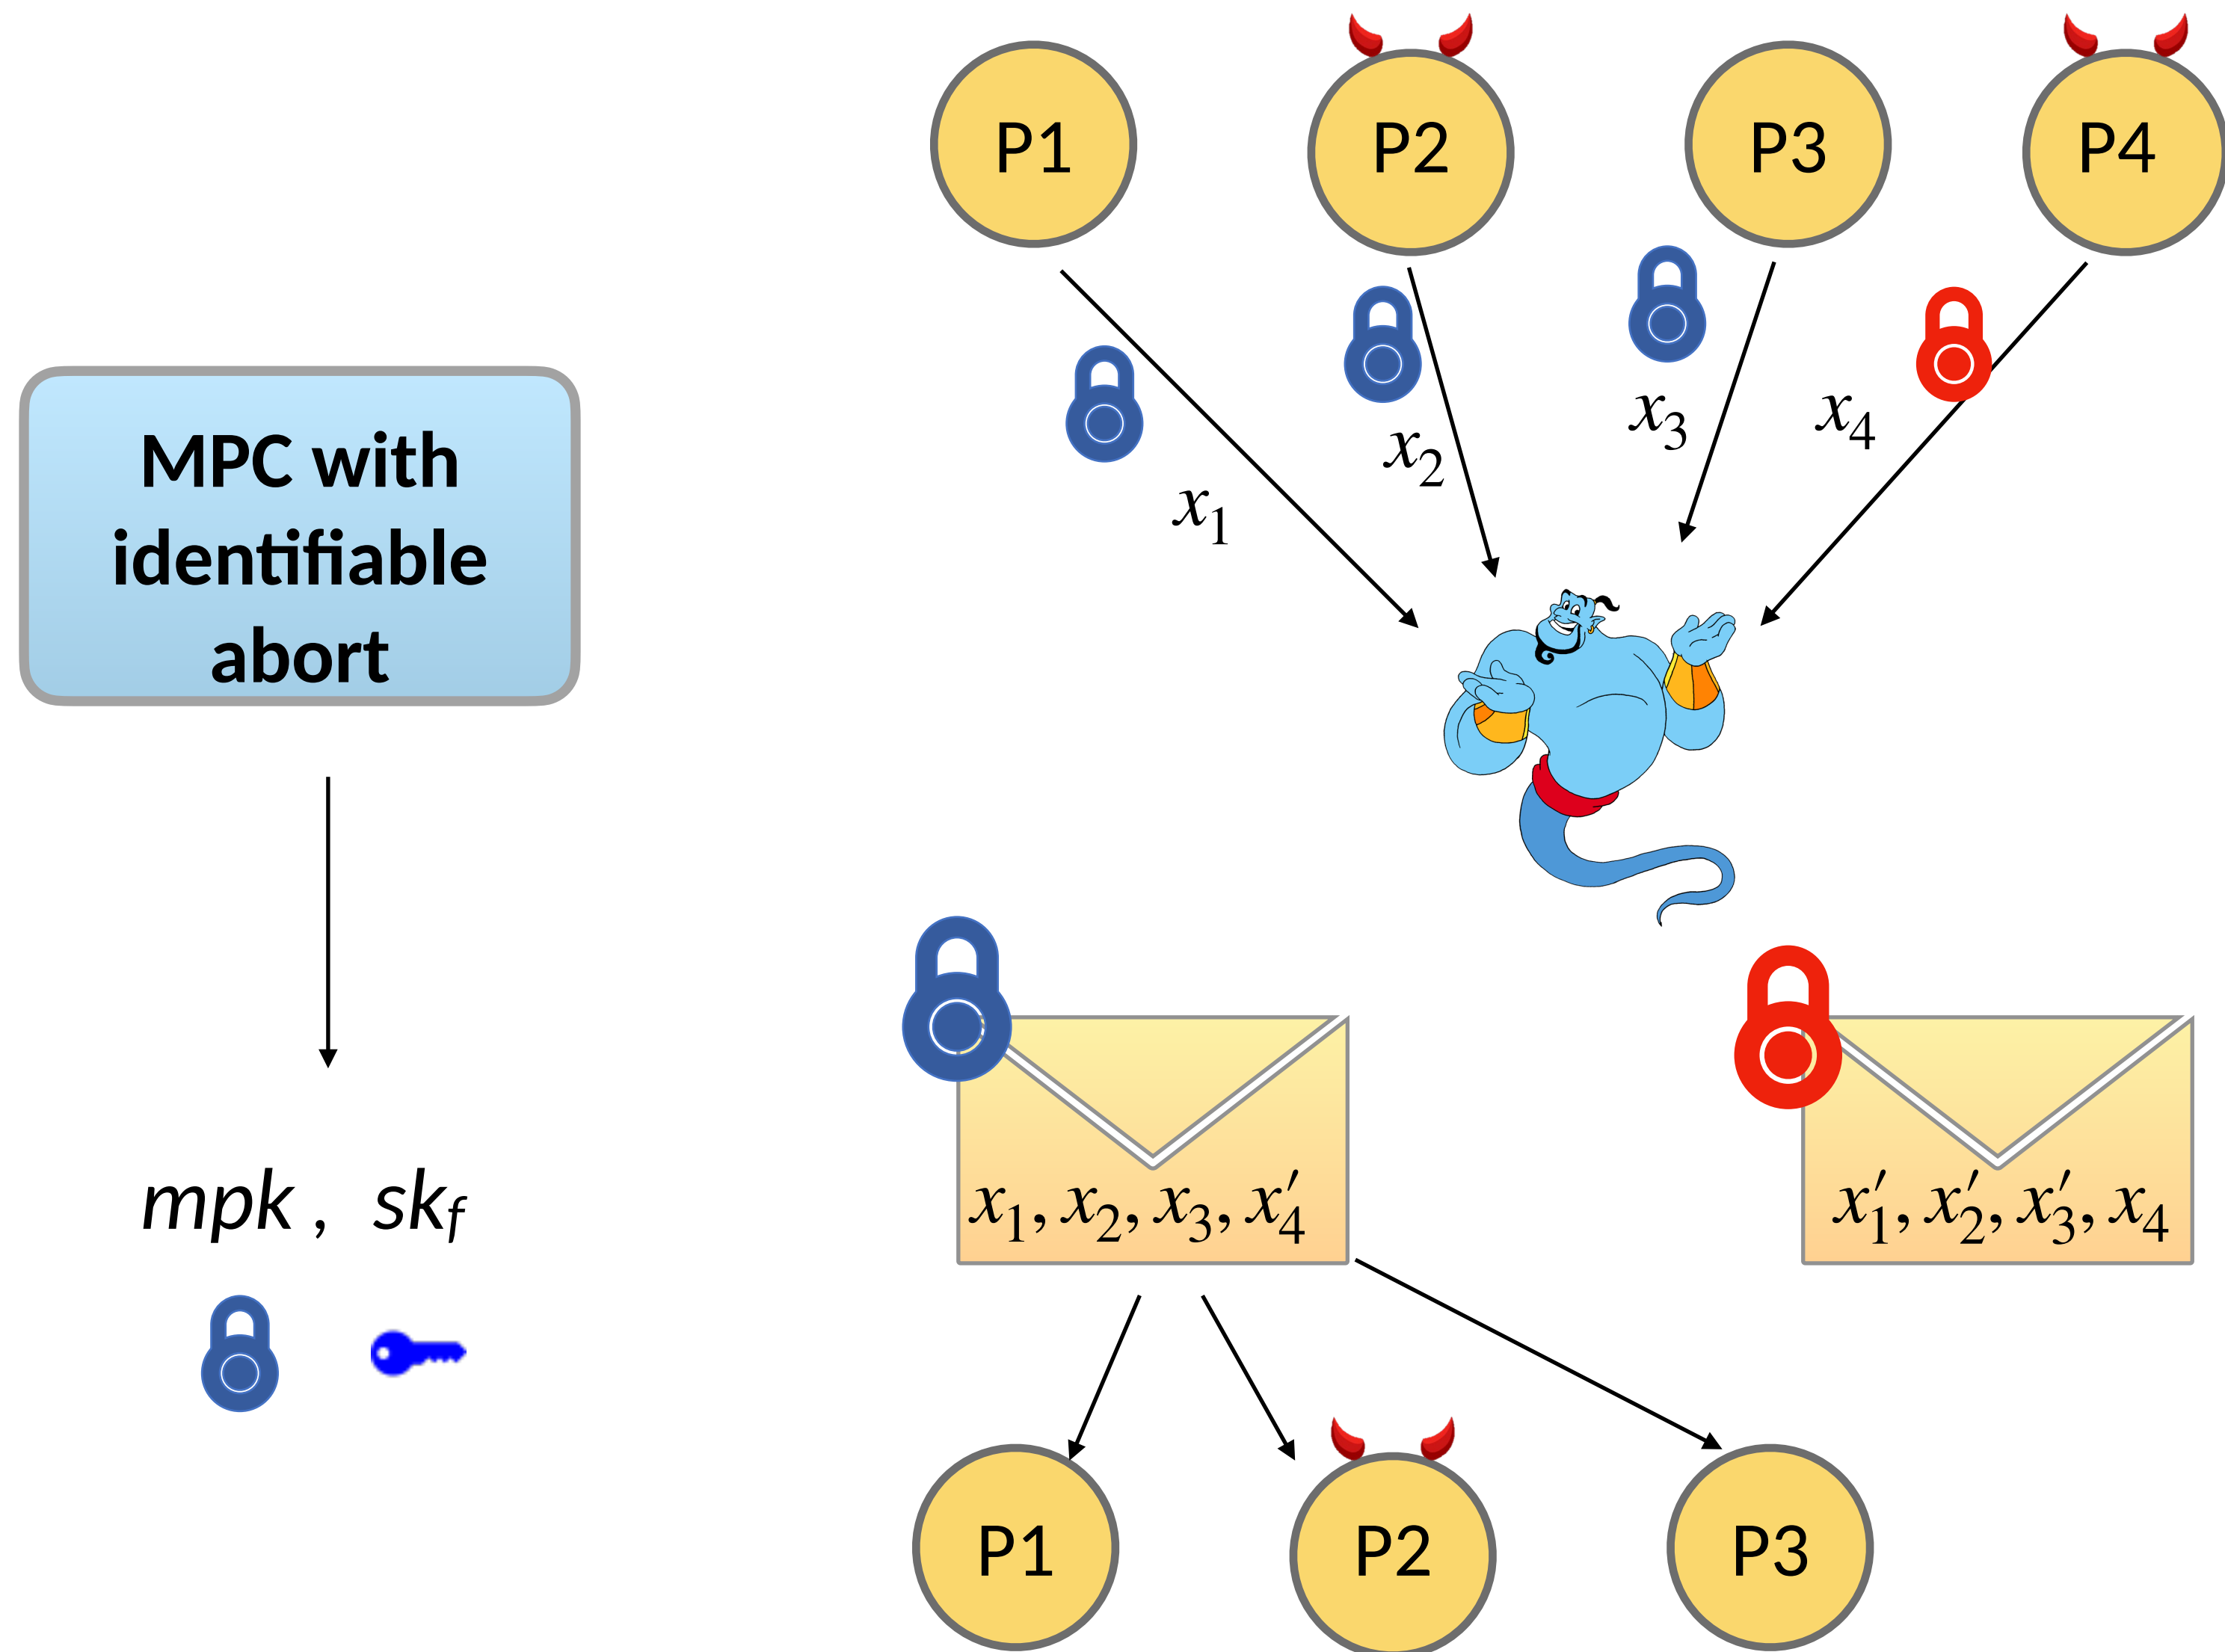 P1 P2 P3 P4
x₁ x₂ x₃ x₄
MPC with
identifiable
abort
mpk , sk_f
x₁, x₂, x₃, x₄′
x₁′, x₂′, x₃′, x₄
P1 P2 P3